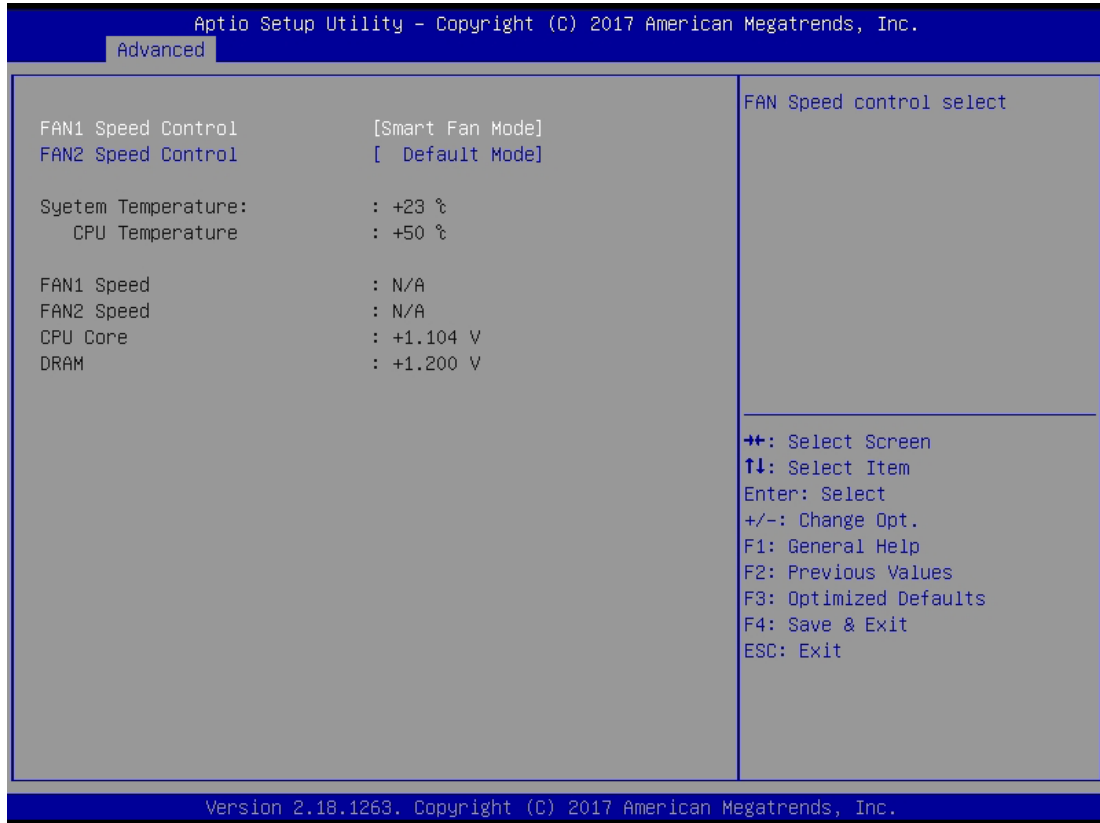 Aptio Setup Utility – Copyright (C) 2017 American Megatrends, Inc.
Advanced
FAN1 Speed Control [Smart Fan Mode]
FAN2 Speed Control [ Default Mode]
Syetem Temperature: : +23 ℃
CPU Temperature : +50 ℃
FAN1 Speed : N/A
FAN2 Speed : N/A
CPU Core : +1.104 V
DRAM : +1.200 V
FAN Speed control select
→←: Select Screen
↑↓: Select Item
Enter: Select
+/-: Change Opt.
F1: General Help
F2: Previous Values
F3: Optimized Defaults
F4: Save & Exit
ESC: Exit
Version 2.18.1263. Copyright (C) 2017 American Megatrends, Inc.